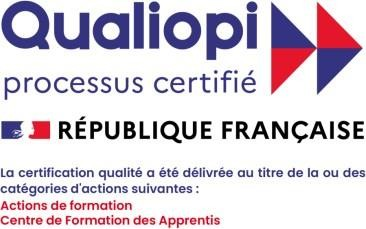 Qualiopi
processus certifié
RÉPUBLIQUE FRANÇAISE
La certification qualité a été délivrée au titre de la ou des
catégories d'actions suivantes :
Actions de formation
Centre de Formation des Apprentis